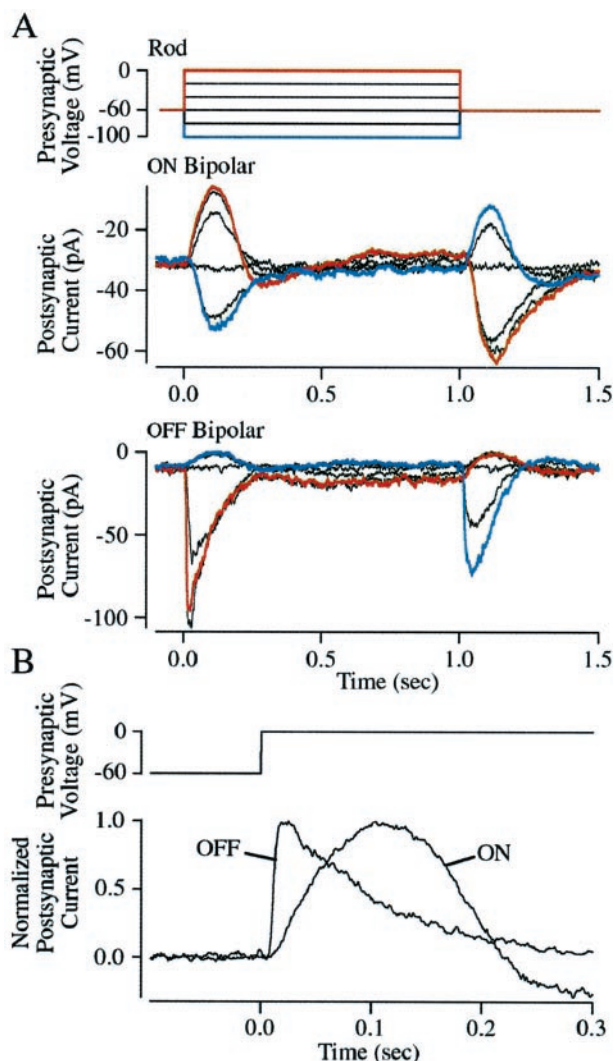 A
Rod
Presynaptic
Voltage (mV)
0
-60
-100
ON Bipolar
Postsynaptic
Current (pA)
-20
-40
-60
0.0
0.5
1.0
1.5
OFF Bipolar
Postsynaptic
Current (pA)
0
-50
-100
0.0
0.5
1.0
1.5
Time (sec)
B
Presynaptic
Voltage (mV)
0
-60
Normalized
Postsynaptic
Current
1.0
0.5
0.0
OFF
ON
0.0
0.1
0.2
0.3
Time (sec)